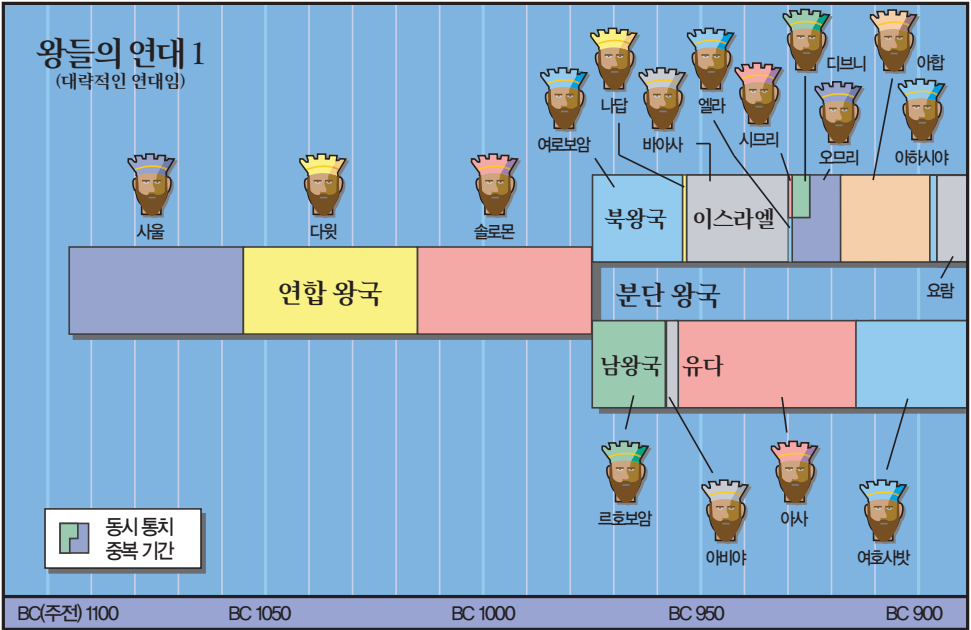 왕들의 연대 1
(대략적인 연대임)
사울
다윗
솔로몬
여로보암
나답
바아사
엘라
시므리
디브니
오므리
아합
아하시야
북왕국
이스라엘
요람
연합 왕국
분단 왕국
남왕국
유다
르호보암
아비야
아사
여호사밧
동시 통치
중복 기간
BC(주전) 1100
BC 1050
BC 1000
BC 950
BC 900